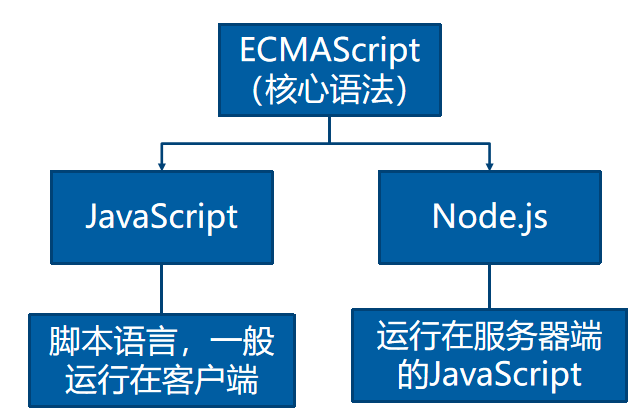 ECMAScript
（核心语法）
JavaScript
Node.js
脚本语言，一般
运行在客户端
运行在服务器端
的JavaScript